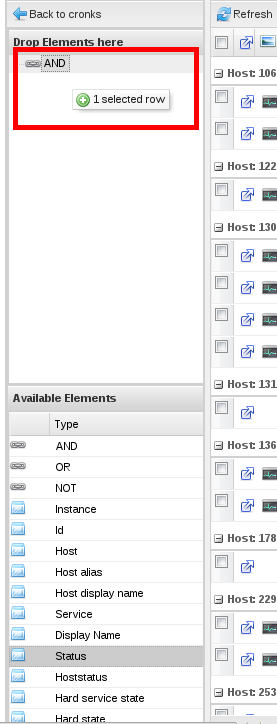 Back to cronks
Refresh
Drop Elements here
AND
1 selected row
Host: 106
Host: 122
Host: 130
Host: 131
Host: 136
Host: 178
Host: 229
Host: 253
Available Elements
Type
AND
OR
NOT
Instance
Id
Host
Host alias
Host display name
Service
Display Name
Status
Hoststatus
Hard service state
Hard state